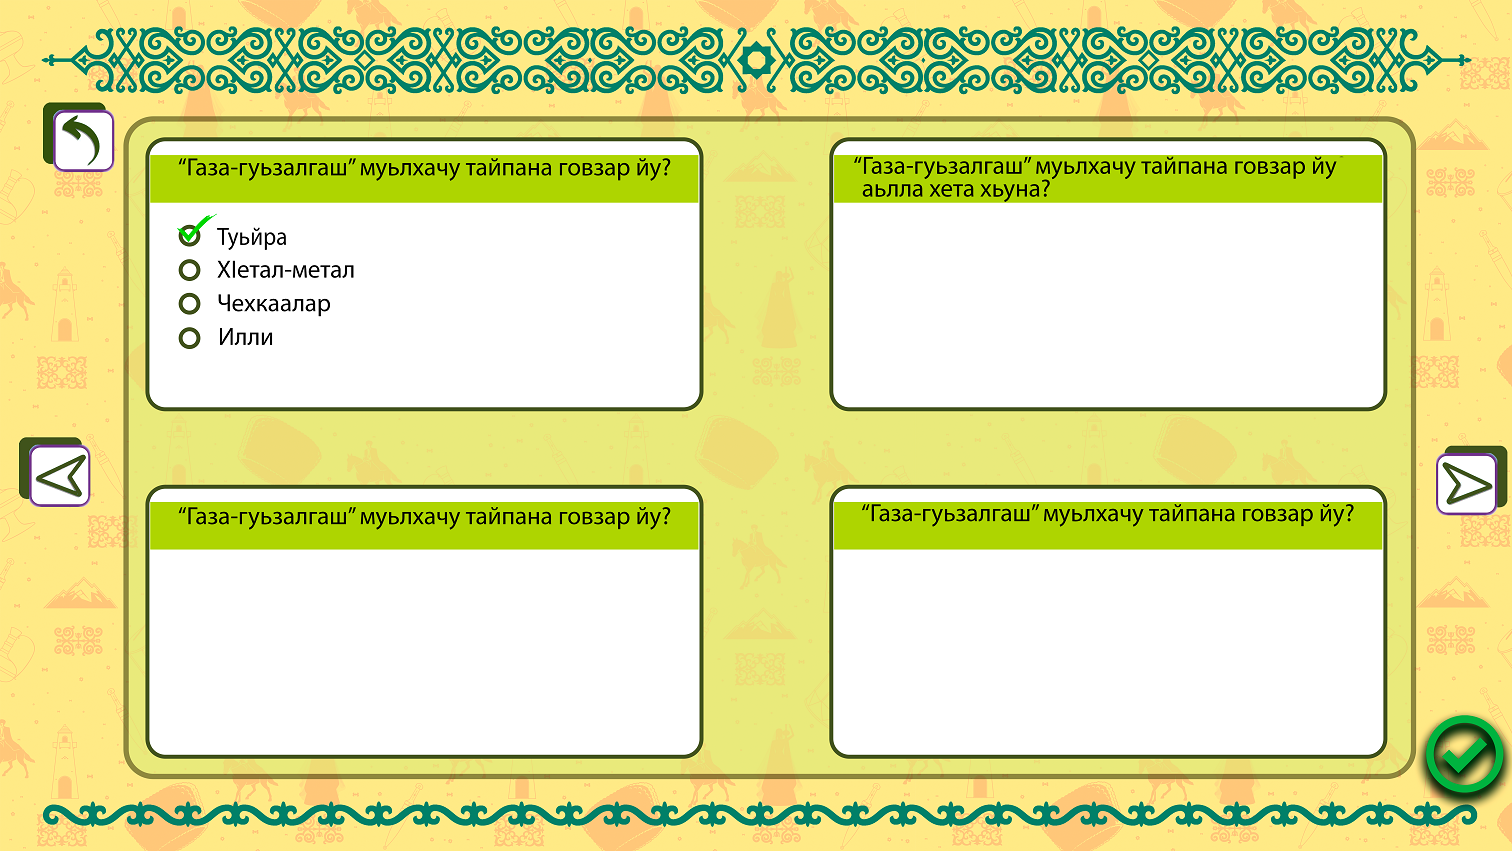 “Газа-гуьзалгаш” муьлхачу тайпана говзар йу?
Туьйра
ХӀетал-метал
Чехкаалар
Илли
“Газа-гуьзалгаш” муьлхачу тайпана говзар йу
аьлла хета хьуна?
“Газа-гуьзалгаш” муьлхачу тайпана говзар йу?
“Газа-гуьзалгаш” муьлхачу тайпана говзар йу?